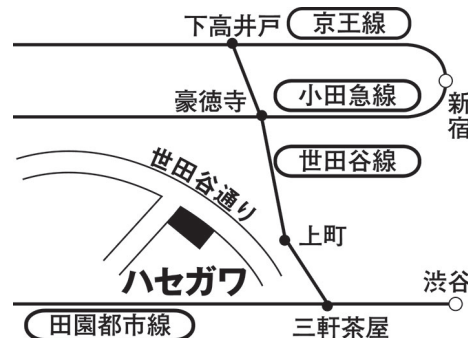 下高井戸
京王線
新宿
豪徳寺
小田急線
世田谷線
世田谷通り
上町
ハセガワ
渋谷
田園都市線
三軒茶屋